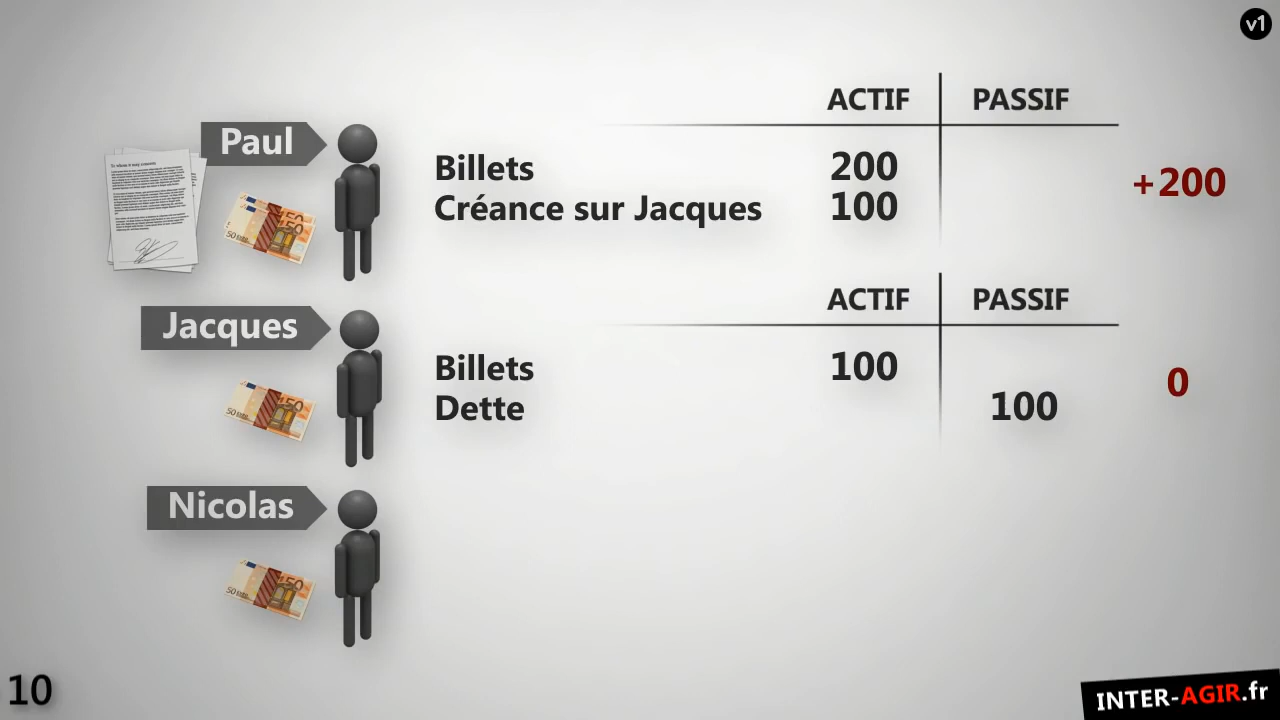 v1
ACTIF PASSIF
Paul
Billets 200
Créance sur Jacques 100
+200
ACTIF PASSIF
Jacques
Billets 100
Dette 100
0
Nicolas
10
INTER-AGIR.fr